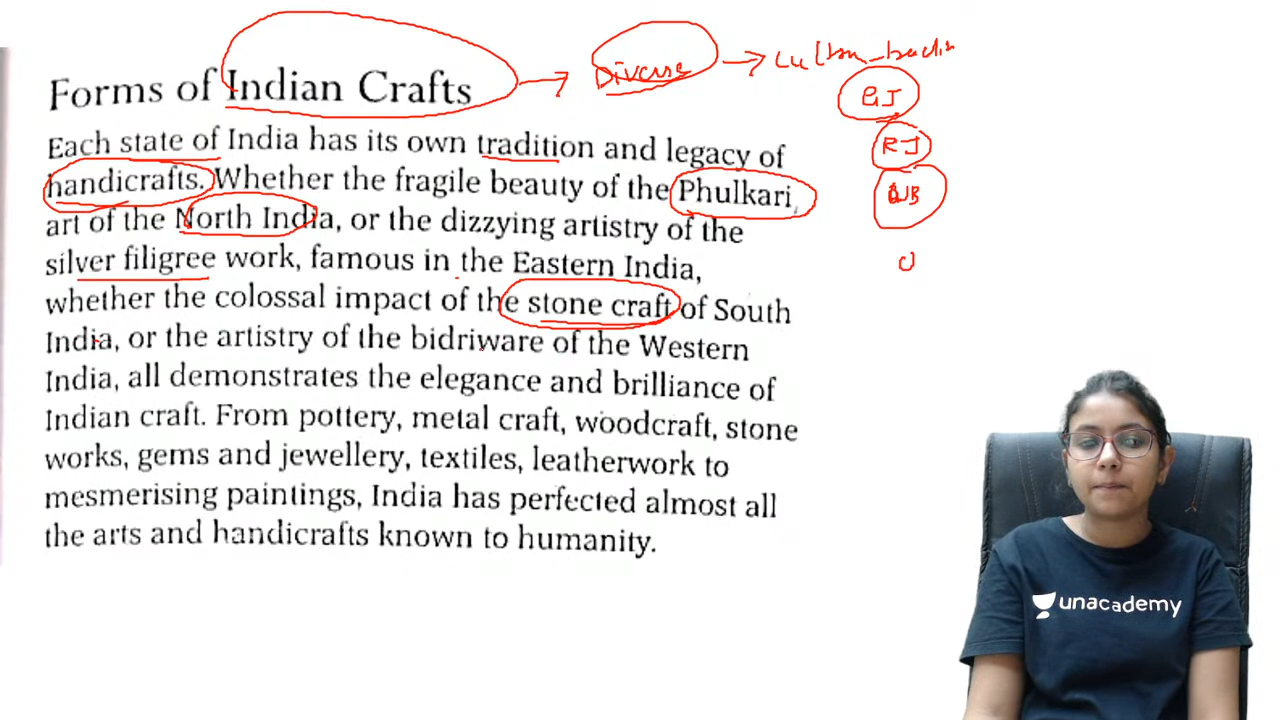 Forms of Indian Crafts
Diverse
GJ
RJ
WB
Each state of India has its own tradition and legacy of
handicrafts. Whether the fragile beauty of the Phulkari,
art of the North India, or the dizzying artistry of the
silver filigree work, famous in the Eastern India,
whether the colossal impact of the stone craft of South
India, or the artistry of the bidriware of the Western
India, all demonstrates the elegance and brilliance of
Indian craft. From pottery, metal craft, woodcraft, stone
works, gems and jewellery, textiles, leatherwork to
mesmerising paintings, India has perfected almost all
the arts and handicrafts known to humanity.
unacademy